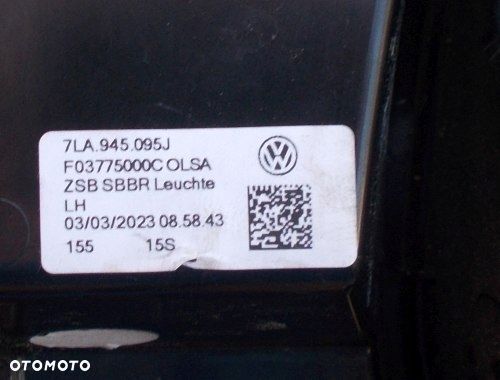 7LA.945.095J
F03775000C OLSA
ZSB SBBR Leuchte
LH
03/03/2023 08.58.43
155 15S
OTOMOTO